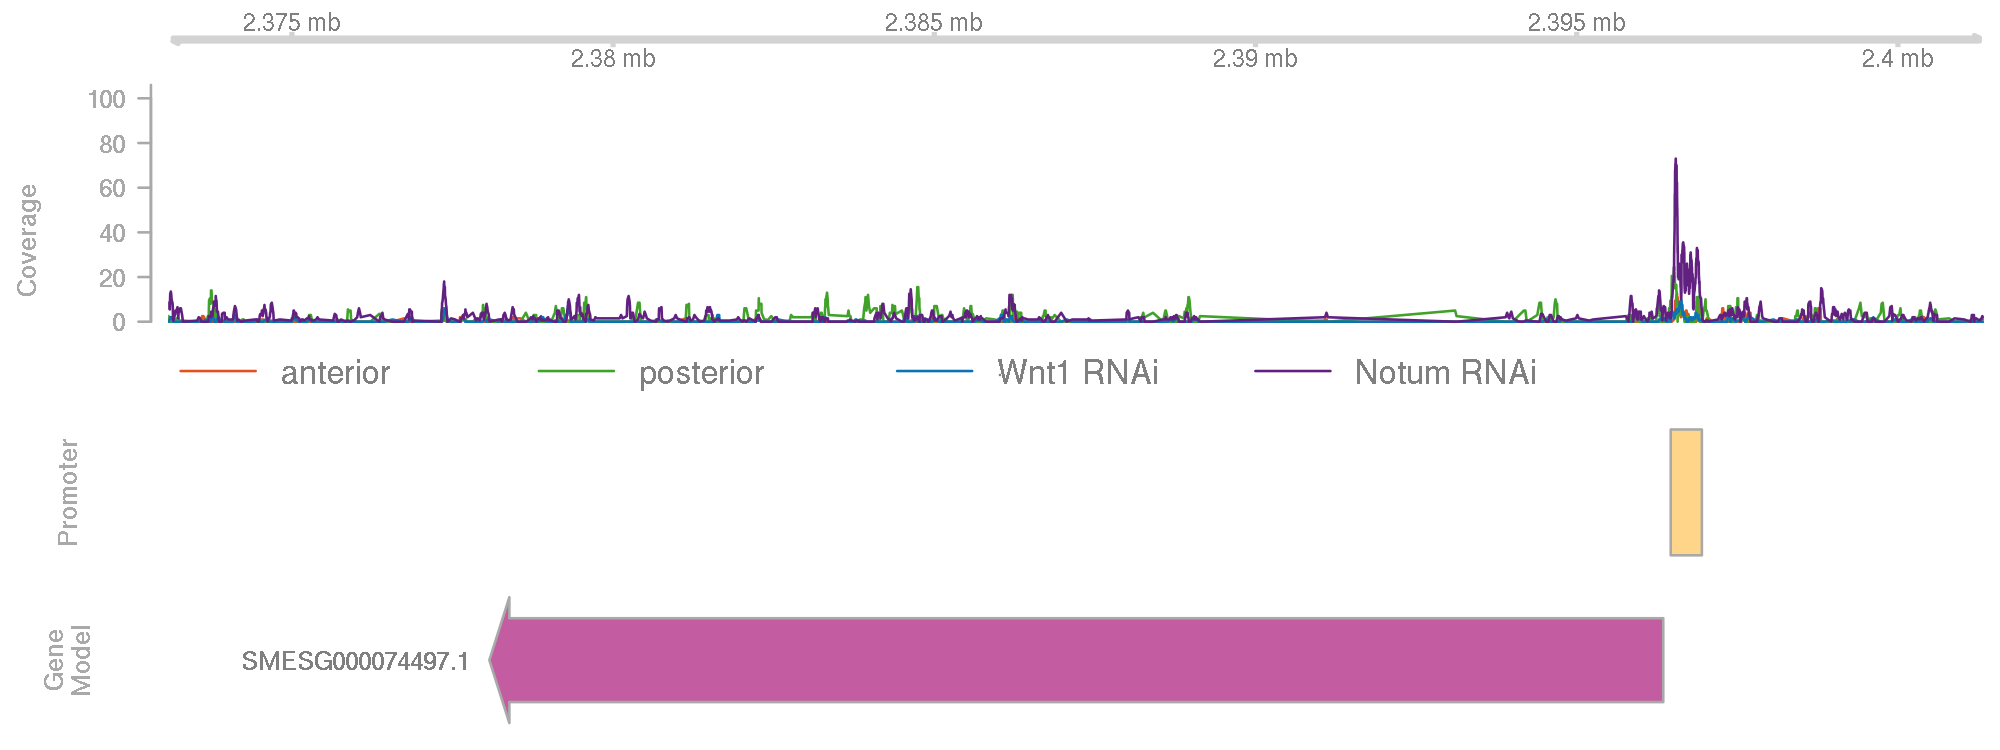 2.375 mb 2.385 mb 2.395 mb
2.38 mb 2.39 mb 2.4 mb
100
80
60
40
20
0
Coverage
anterior posterior Wnt1 RNAi Notum RNAi
Promoter
Gene
Model
SMESG000074497.1